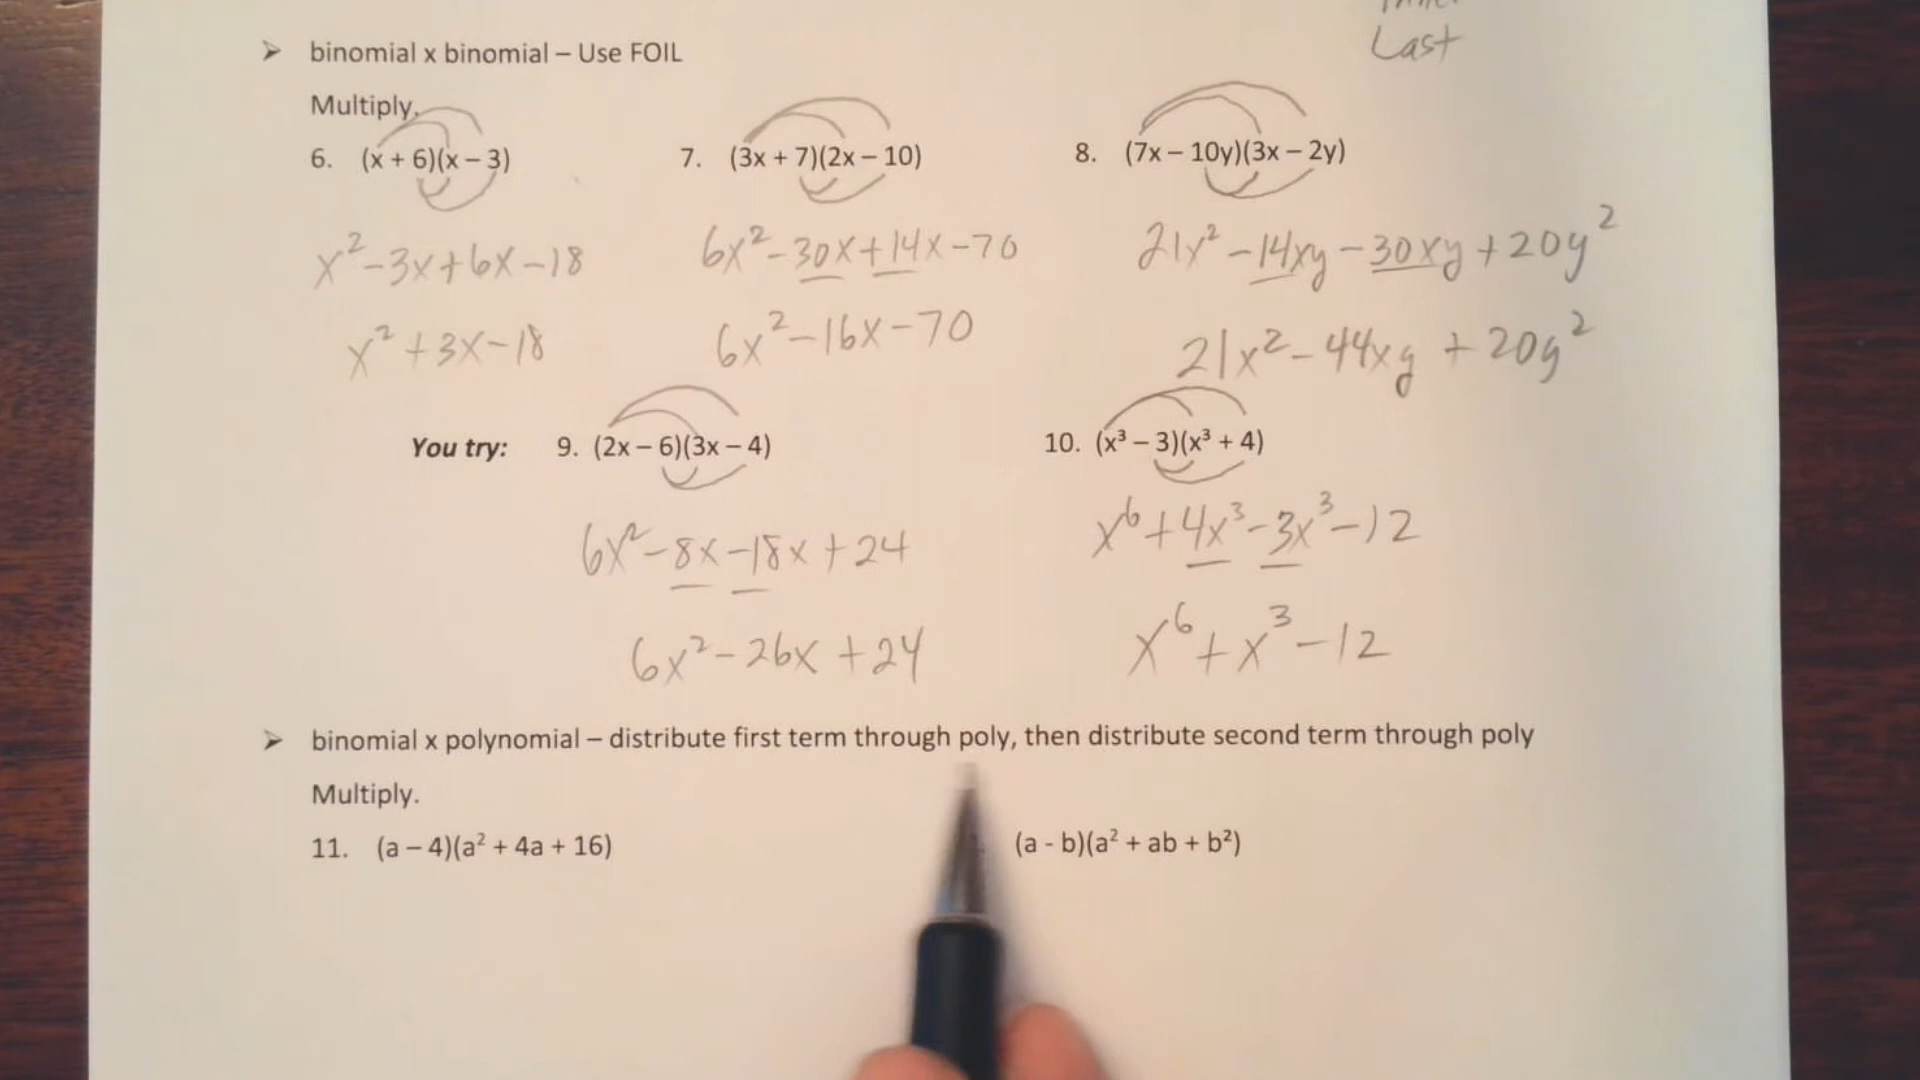 Last
➢ binomial x binomial – Use FOIL
Multiply.
6. (x + 6)(x – 3) 7. (3x + 7)(2x – 10) 8. (7x – 10y)(3x – 2y)
x² -3x+6x-18 6x²-30x+14x-70 21x² -14xy -30xy +20y²
x² +3x-18 6x²-16x-70 21x²-44xy +20y²
You try: 9. (2x – 6)(3x – 4) 10. (x³ – 3)(x³ + 4)
6x²-8x-18x+24 x⁶+4x³-3x³-12
6x²-26x+24 x⁶+x³-12
➢ binomial x polynomial – distribute first term through poly, then distribute second term through poly
Multiply.
11. (a – 4)(a² + 4a + 16) (a - b)(a² + ab + b²)